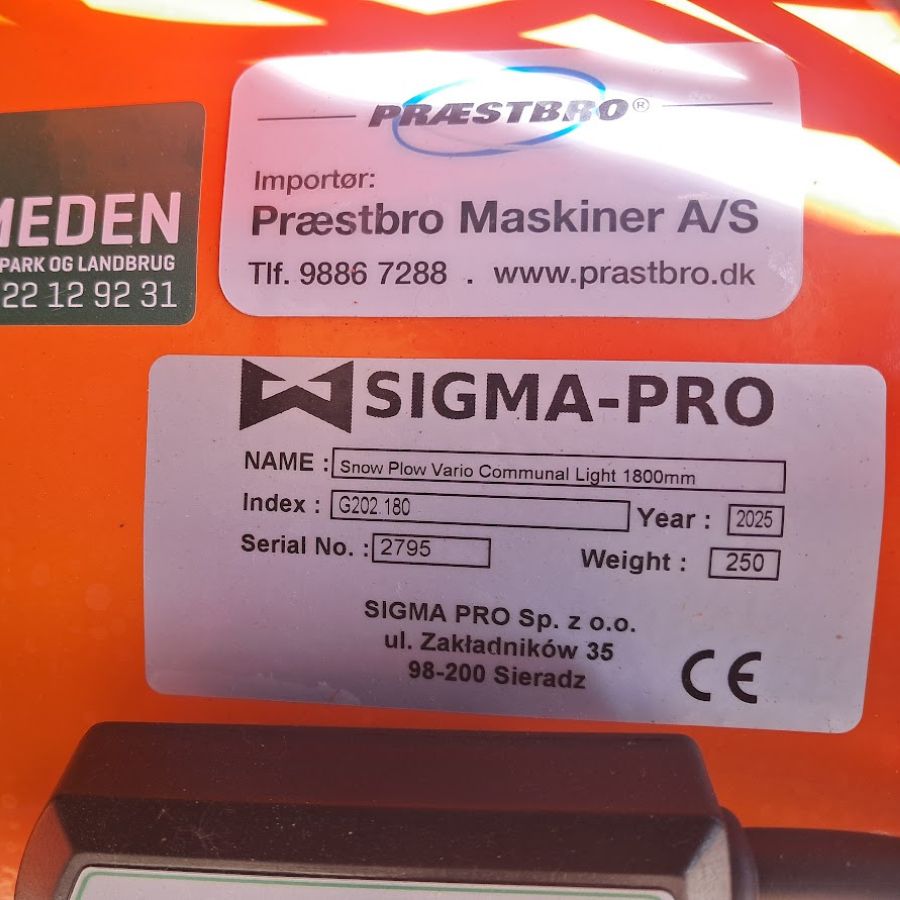 PRÆSTBRO®
Importør:
Præstbro Maskiner A/S
Tlf. 9886 7288 . www.prastbro.dk
MEDEN
PARK OG LANDBRUG
22 12 92 31
SIGMA-PRO
NAME : Snow Plow Vario Communal Light 1800mm
Index : G202.180 Year : 2025
Serial No. : 2795 Weight : 250
SIGMA PRO Sp. z o.o.
ul. Zakładników 35
98-200 Sieradz
CE